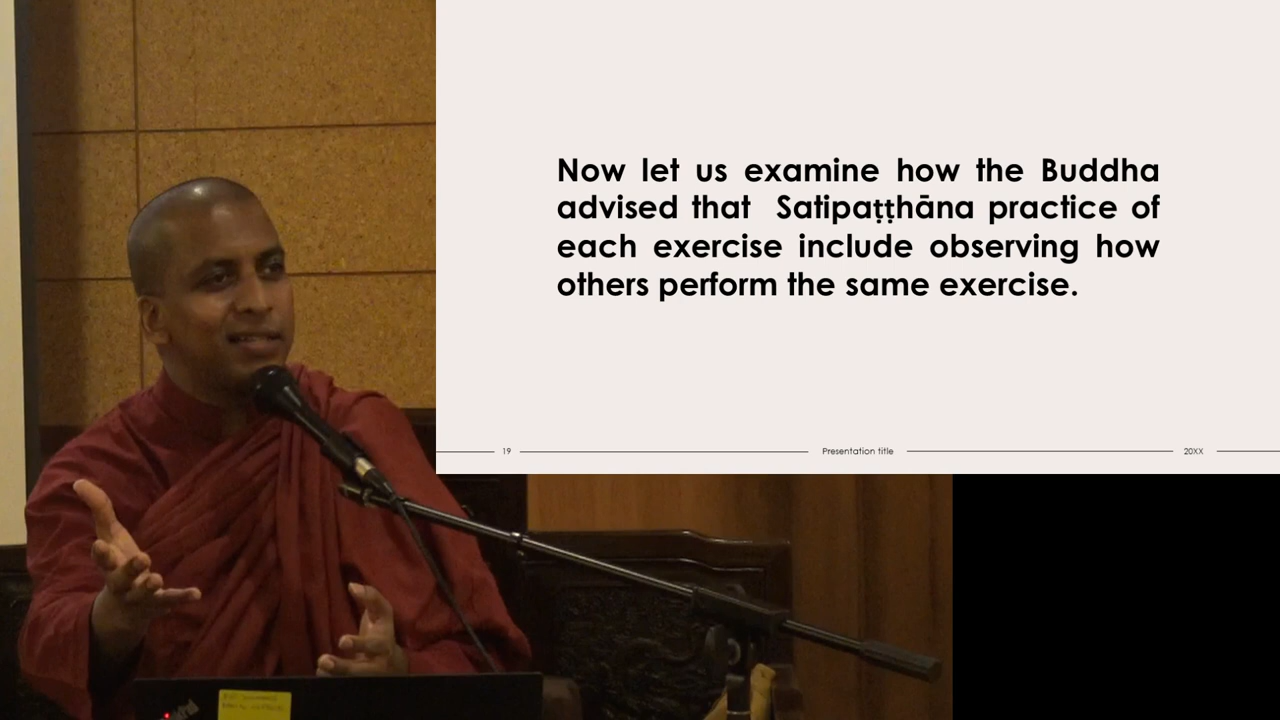 Now let us examine how the Buddha
advised that Satipaṭṭhāna practice of
each exercise include observing how
others perform the same exercise.
19
Presentation title
20XX